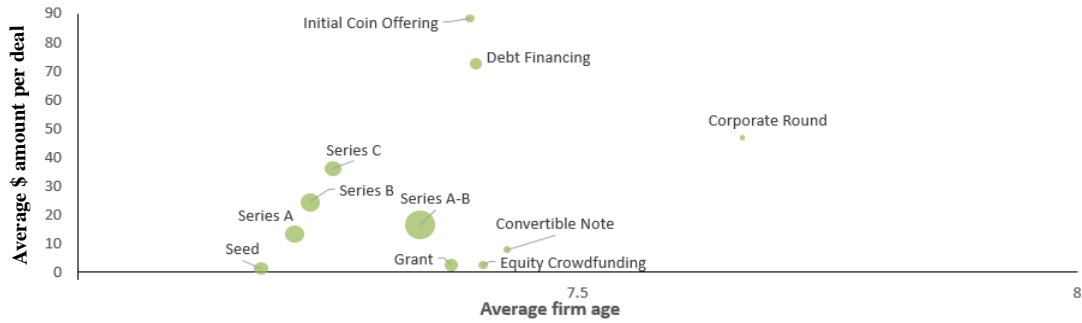 90
80
70
60
50
40
30
20
10
0
Average $ amount per deal
Initial Coin Offering
Debt Financing
Corporate Round
Series C
Series B
Series A-B
Series A
Convertible Note
Seed
Grant
Equity Crowdfunding
7.5
8
Average firm age